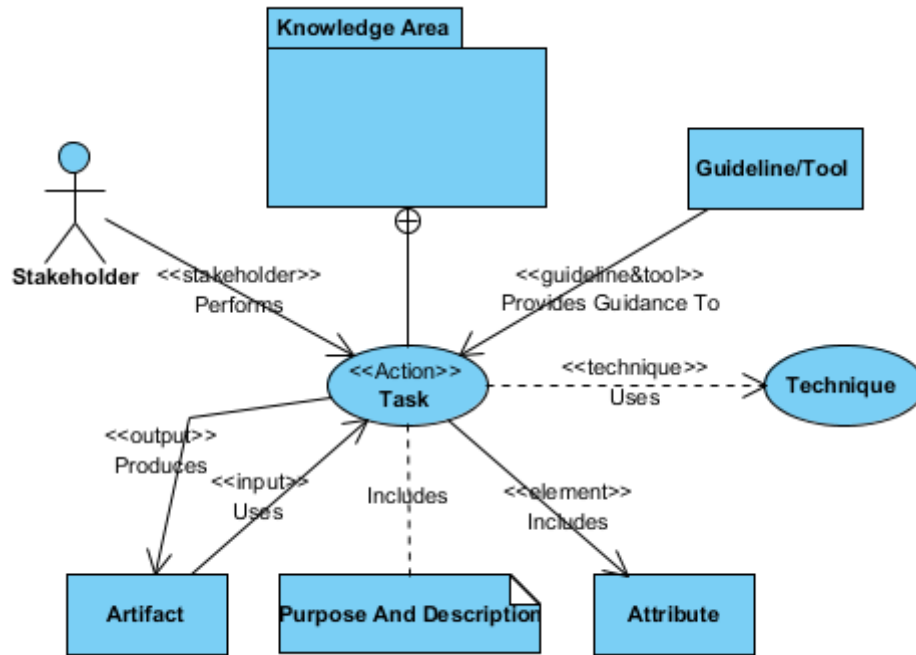 Knowledge Area
Guideline/Tool
Stakeholder
<<stakeholder>>
Performs
<<guideline&tool>>
Provides Guidance To
<<Action>>
Task
<<technique>>
Uses
Technique
<<output>>
Produces
<<input>>
Uses
Includes
<<element>>
Includes
Artifact
Purpose And Description
Attribute